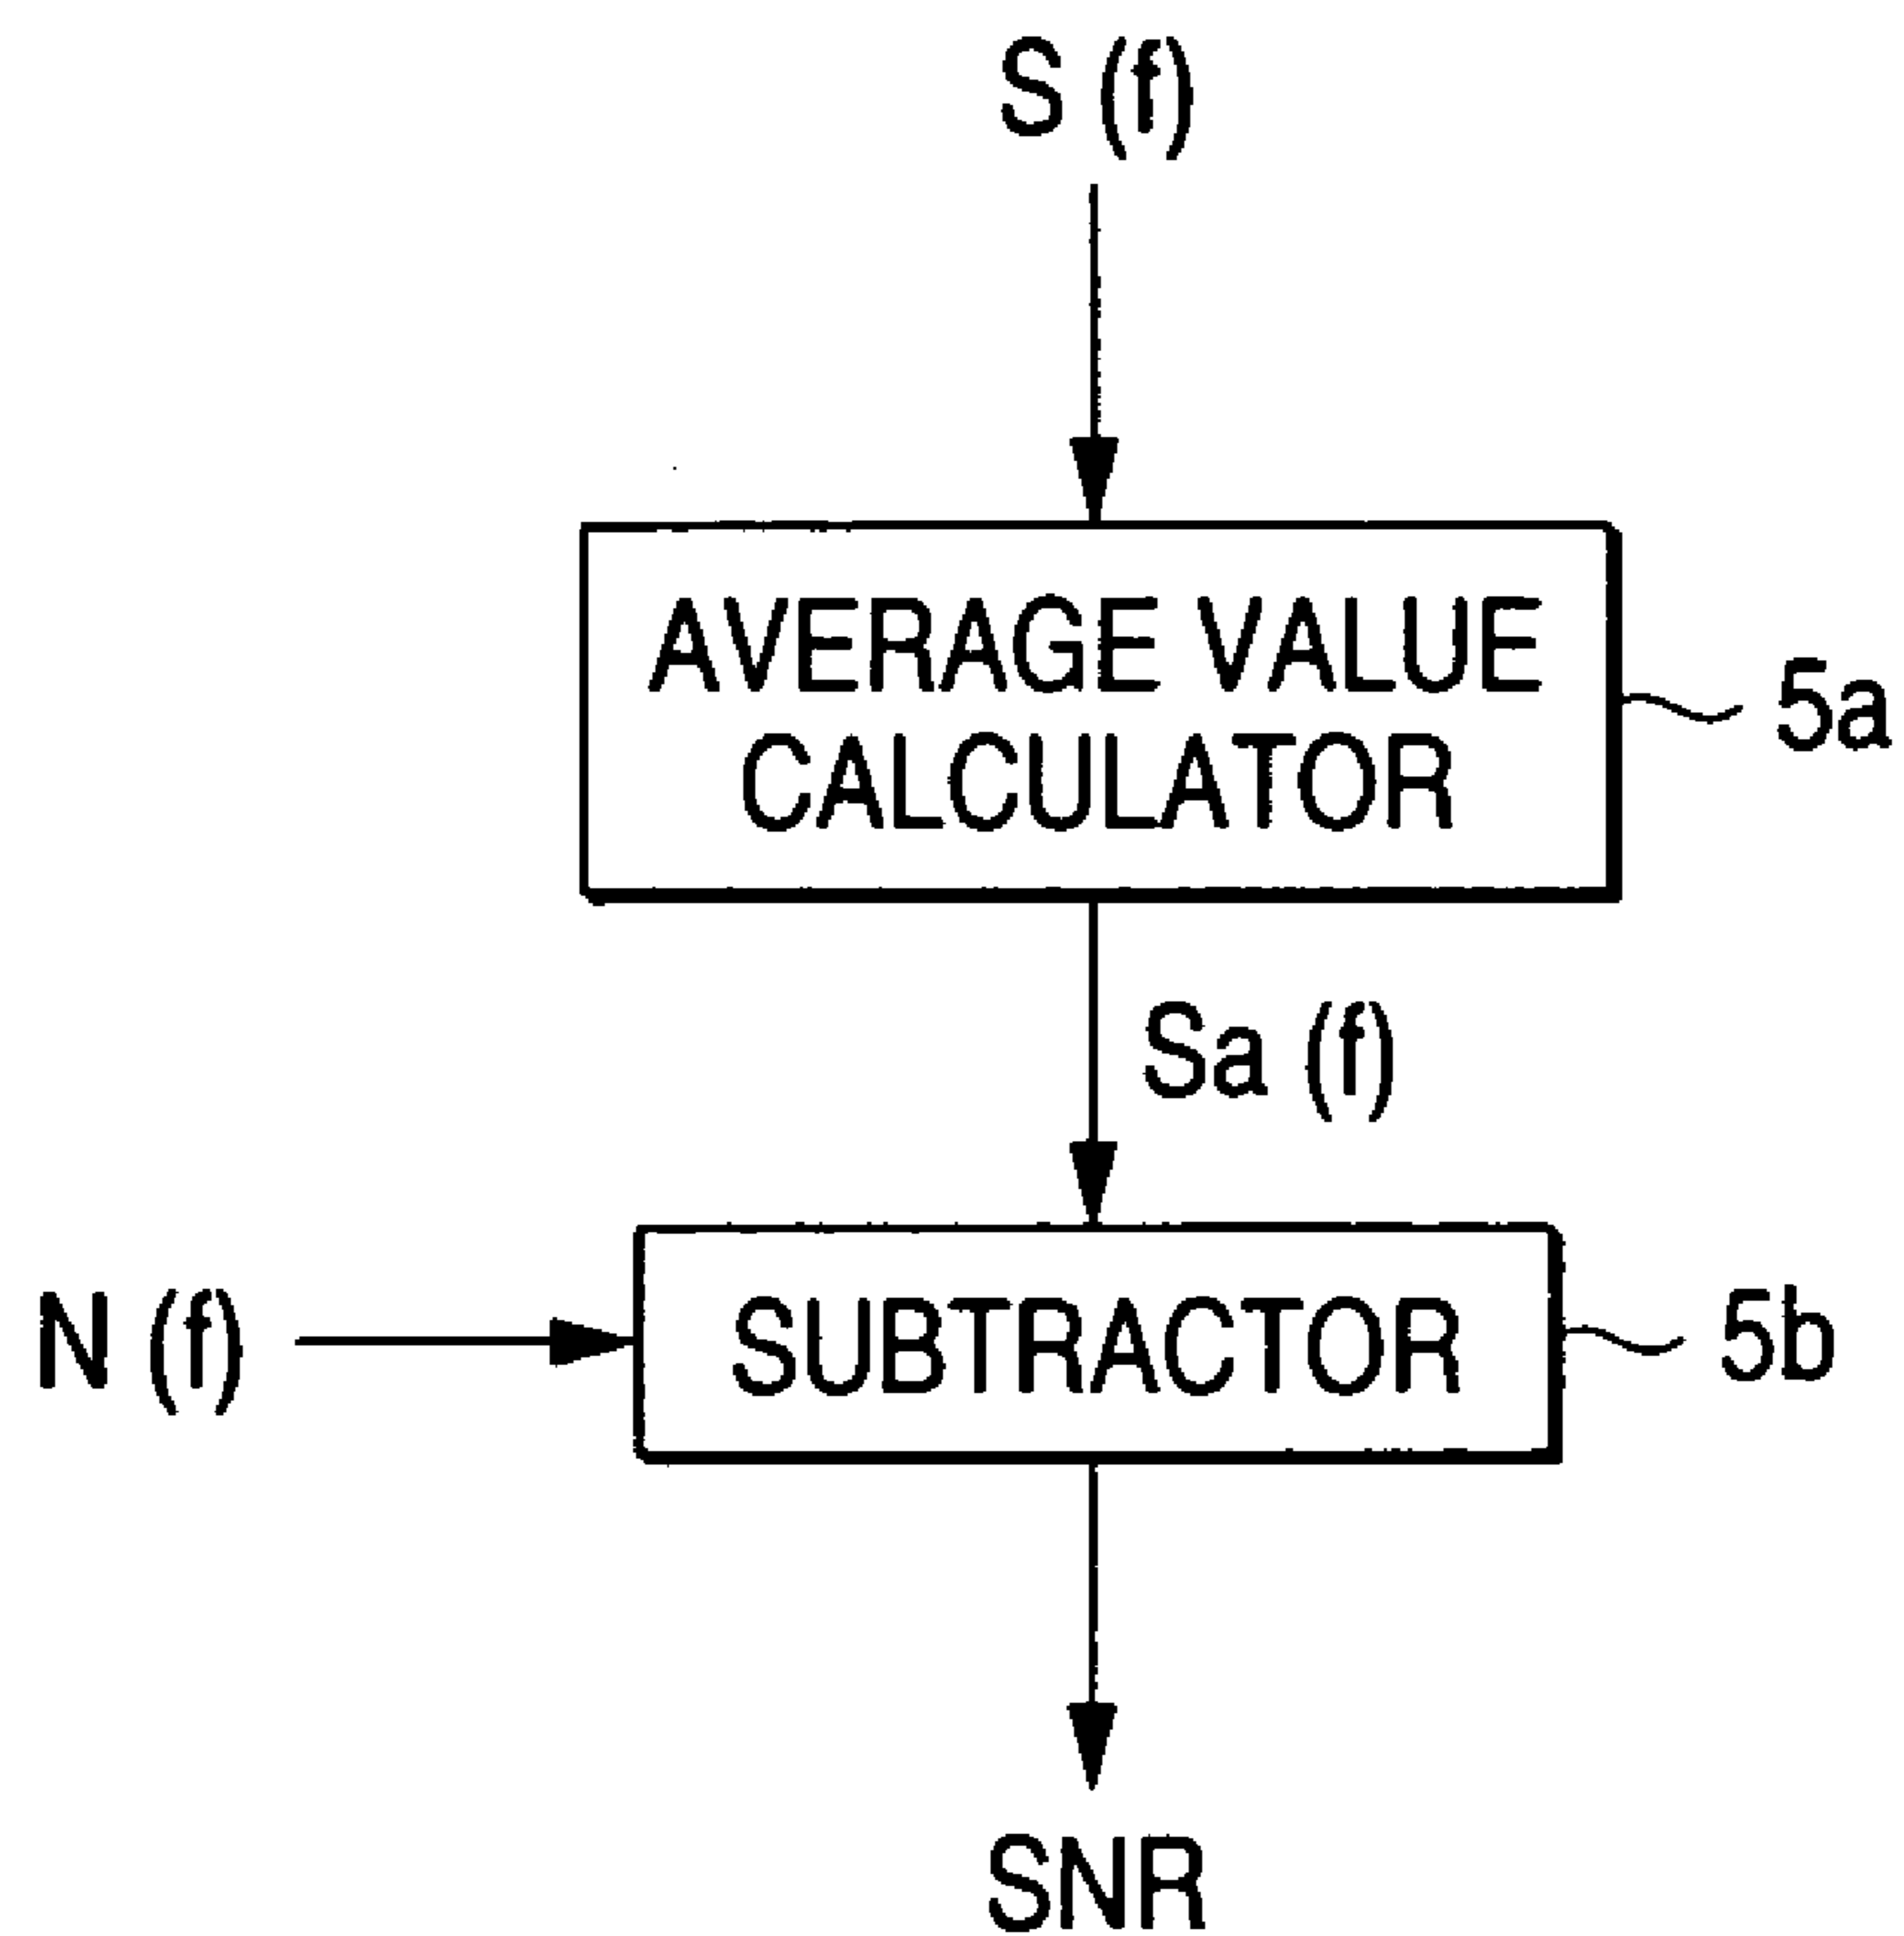 S (f)
AVERAGE VALUE
CALCULATOR
5a
Sa (f)
N (f)
SUBTRACTOR
5b
SNR